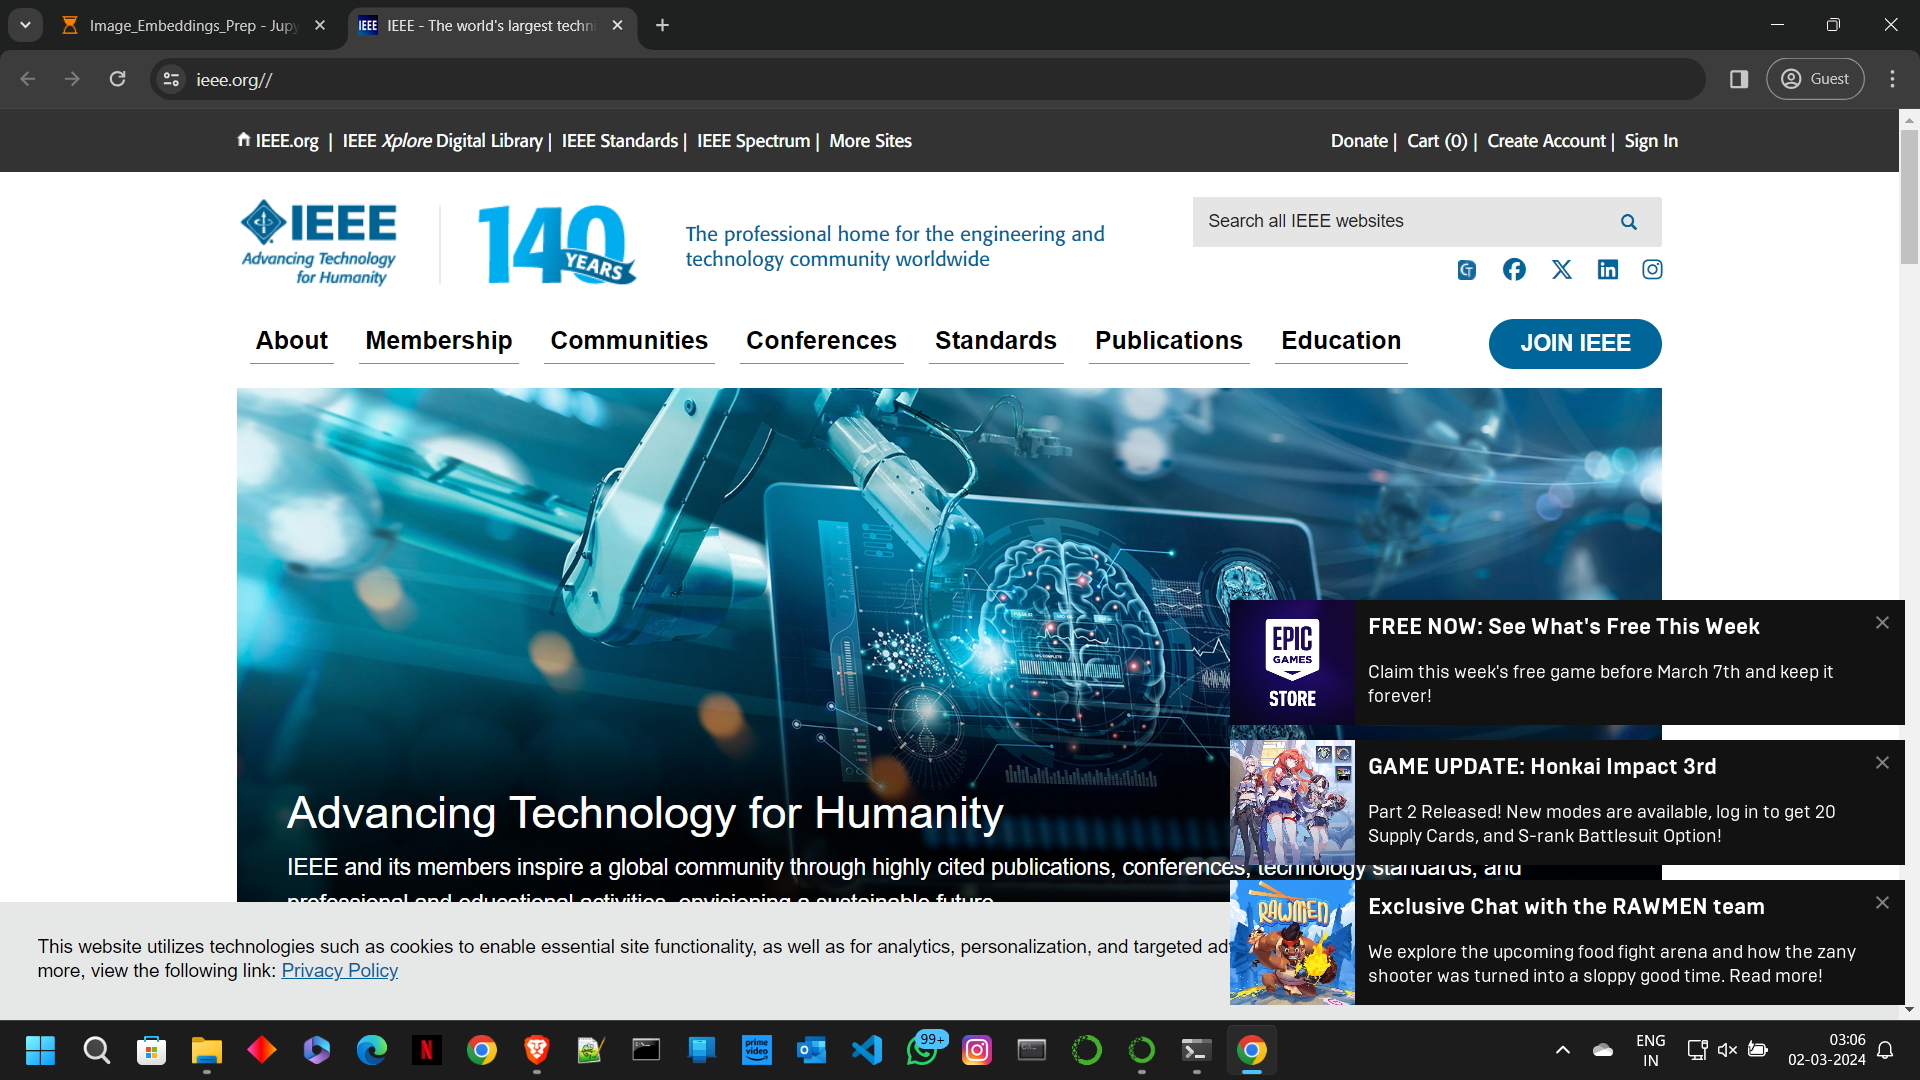 Image_Embeddings_Prep - Jupy
IEEE - The world's largest techni
ieee.org//
Guest
IEEE.org | IEEE Xplore Digital Library | IEEE Standards | IEEE Spectrum | More Sites
Donate | Cart (0) | Create Account | Sign In
IEEE
Advancing Technology
for Humanity
140
YEARS
The professional home for the engineering and
technology community worldwide
Search all IEEE websites
About
Membership
Communities
Conferences
Standards
Publications
Education
JOIN IEEE
Advancing Technology for Humanity
IEEE and its members inspire a global community through highly cited publications, conferences, technology standards, and
professional and educational activities, envisioning a sustainable future.
EPIC
GAMES
STORE
FREE NOW: See What's Free This Week
Claim this week's free game before March 7th and keep it
forever!
GAME UPDATE: Honkai Impact 3rd
Part 2 Released! New modes are available, log in to get 20
Supply Cards, and S-rank Battlesuit Option!
RAWMEN
Exclusive Chat with the RAWMEN team
We explore the upcoming food fight arena and how the zany
shooter was turned into a sloppy good time. Read more!
This website utilizes technologies such as cookies to enable essential site functionality, as well as for analytics, personalization, and targeted ad
more, view the following link: Privacy Policy
prime
video
99+
ENG
IN
03:06
02-03-2024